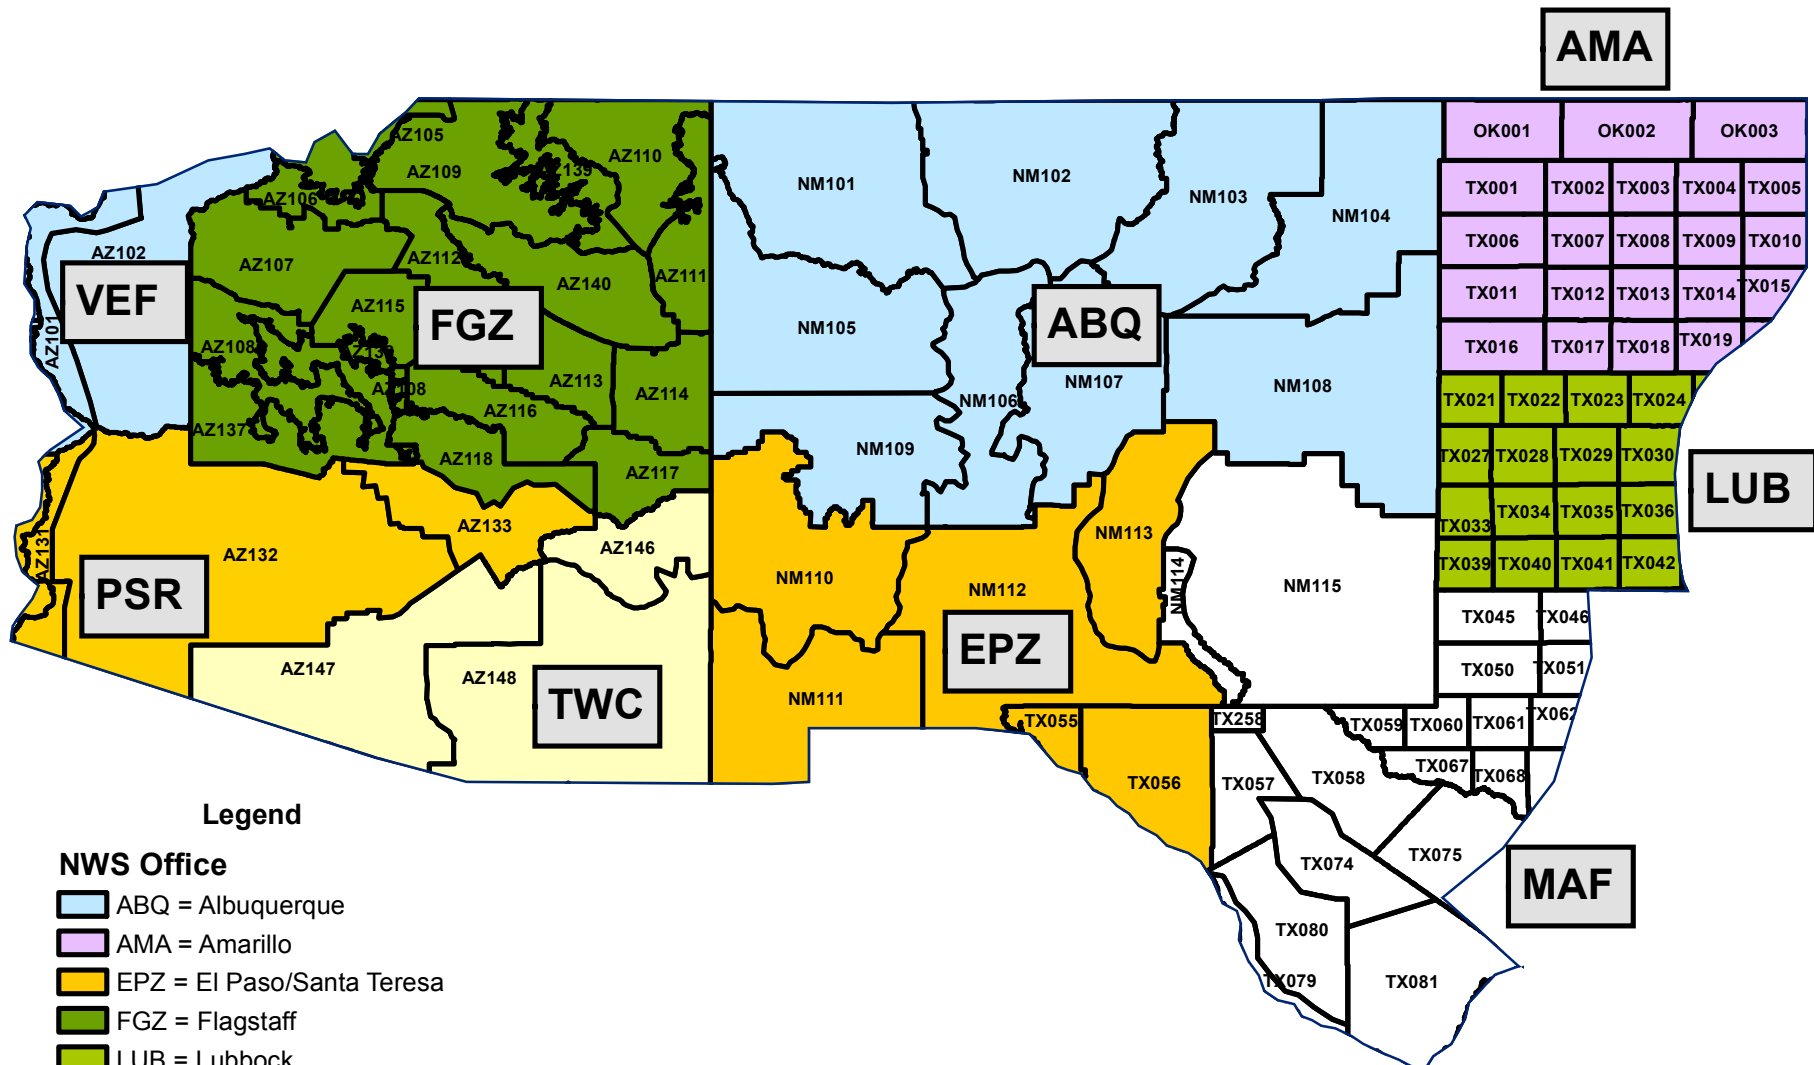 AMA
OK001 OK002 OK003
AZ105
AZ109 AZ110
139
AZ106
NM101 NM102 NM103 NM104
TX001 TX002 TX003 TX004 TX005
AZ102 AZ107 AZ112 AZ140 AZ111
TX006 TX007 TX008 TX009 TX010
VEF FGZ ABQ
AZ101 AZ115
NM105
TX011 TX012 TX013 TX014 TX015
AZ108
TX016 TX017 TX018 TX019
AZ108 AZ113 AZ114
NM106 NM107 NM108
AZ116
TX021 TX022 TX023 TX024
AZ137 AZ118 AZ117
NM109
TX027 TX028 TX029 TX030
LUB
AZ133
TX033 TX034 TX035 TX036
AZ131 AZ132 AZ146
NM110 NM112 NM113 NM114 NM115
TX039 TX040 TX041 TX042
PSR
TX045 TX046
EPZ
AZ147 AZ148
TX050 TX051
TWC
NM111
TX055 TX258 TX059 TX060 TX061 TX062
TX056 TX057 TX058 TX067 TX068
TX074 TX075
MAF
TX080
TX079 TX081
Legend
NWS Office
ABQ = Albuquerque
AMA = Amarillo
EPZ = El Paso/Santa Teresa
FGZ = Flagstaff
LUB = Lubbock